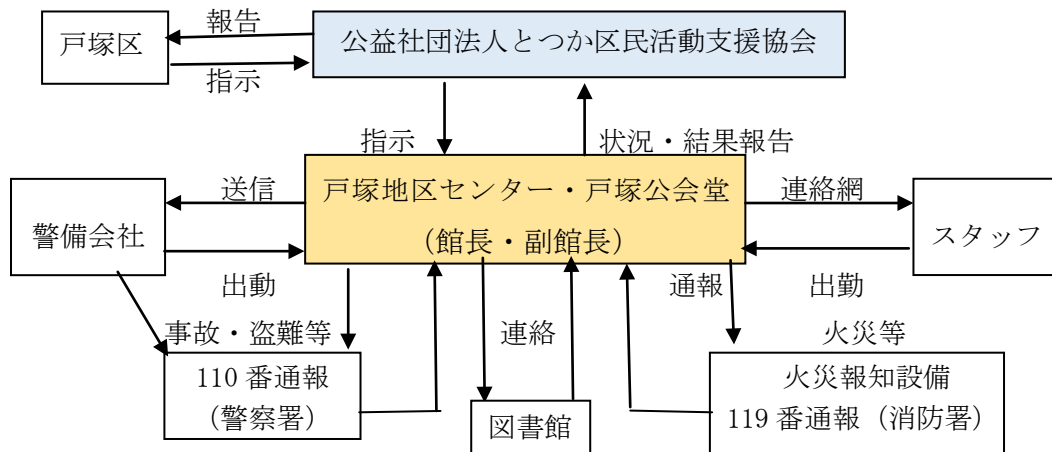 報告
戸塚区
公益社団法人とつか区民活動支援協会
指示
指示
状況・結果報告
送信
戸塚地区センター・戸塚公会堂
連絡網
警備会社
(館長・副館長)
スタッフ
出動
通報
出勤
事故・盗難等
連絡
火災等
110 番通報
(警察署)
火災報知設備
119 番通報(消防署)
図書館